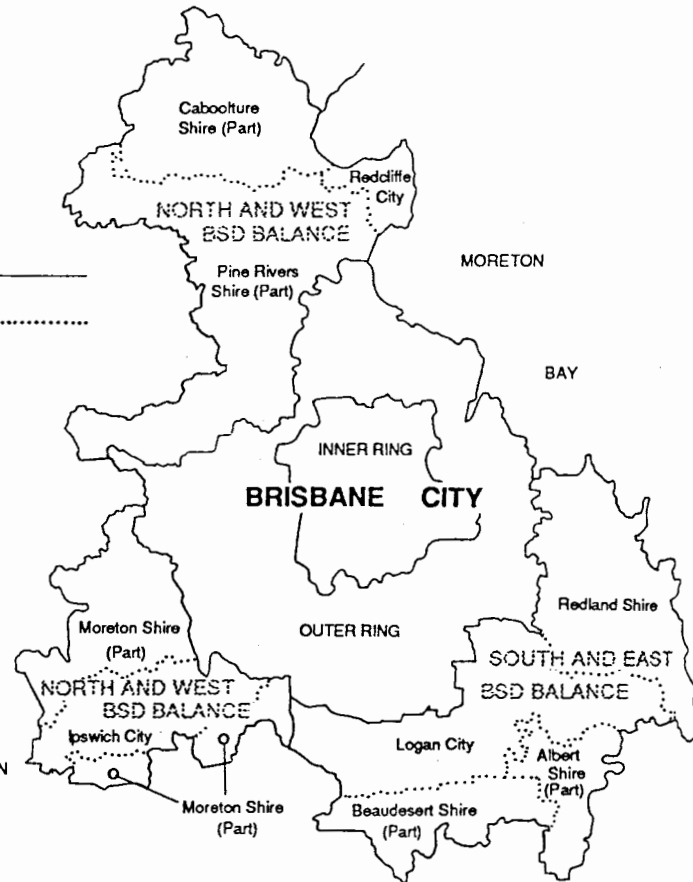 Caboolture
Shire (Part)
Redcliffe
City
NORTH AND WEST
BSD BALANCE
Pine Rivers
Shire (Part)
MORETON
BAY
INNER RING
BRISBANE CITY
OUTER RING
Redland Shire
Moreton Shire
(Part)
SOUTH AND EAST
BSD BALANCE
NORTH AND WEST
BSD BALANCE
Ipswich City
Logan City
Albert
Shire
(Part)
N
Moreton Shire
(Part)
Beaudesert Shire
(Part)